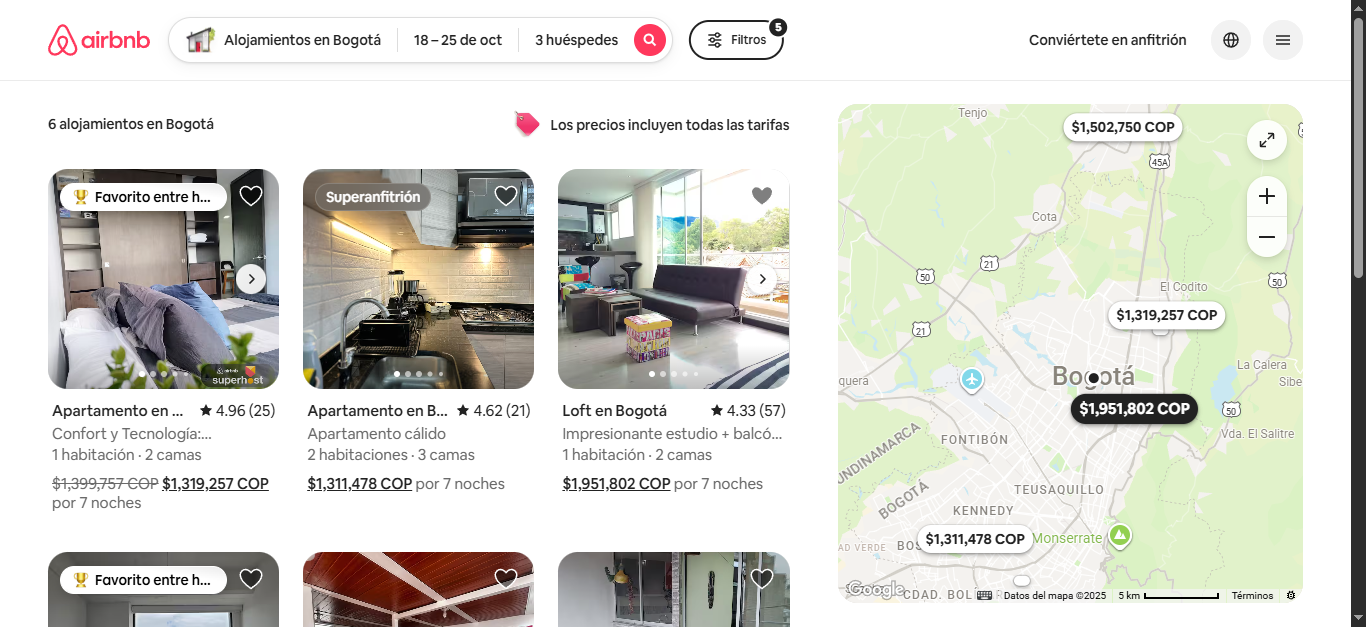 airbnb
Alojamientos en Bogotá
18 – 25 de oct
3 huéspedes
Filtros
5
Conviértete en anfitrión
6 alojamientos en Bogotá
Los precios incluyen todas las tarifas
Favorito entre h...
airbnb
superhost
Apartamento en ...
4.96 (25)
Confort y Tecnología:...
1 habitación · 2 camas
$1,399,757 COP $1,319,257 COP
por 7 noches
Superanfitrión
Apartamento en B...
4.62 (21)
Apartamento cálido
2 habitaciones · 3 camas
$1,311,478 COP por 7 noches
Loft en Bogotá
4.33 (57)
Impresionante estudio + balcó...
1 habitación · 2 camas
$1,951,802 COP por 7 noches
Favorito entre h...
Tenjo
$1,502,750 COP
45A
Cota
21
50
El Codito
50
$1,319,257 COP
21
La Calera
quera
Bogotá
Sibe
$1,951,802 COP
50
Vda. El Salitre
FONTIBÓN
UNDINAMARCA
BOGOTÁ
TEUSAQUILLO
KENNEDY
$1,311,478 COP
Monserrate
AD VERDE
BOS
CDAD. BOL
R
Google
Datos del mapa ©2025
5 km
Términos